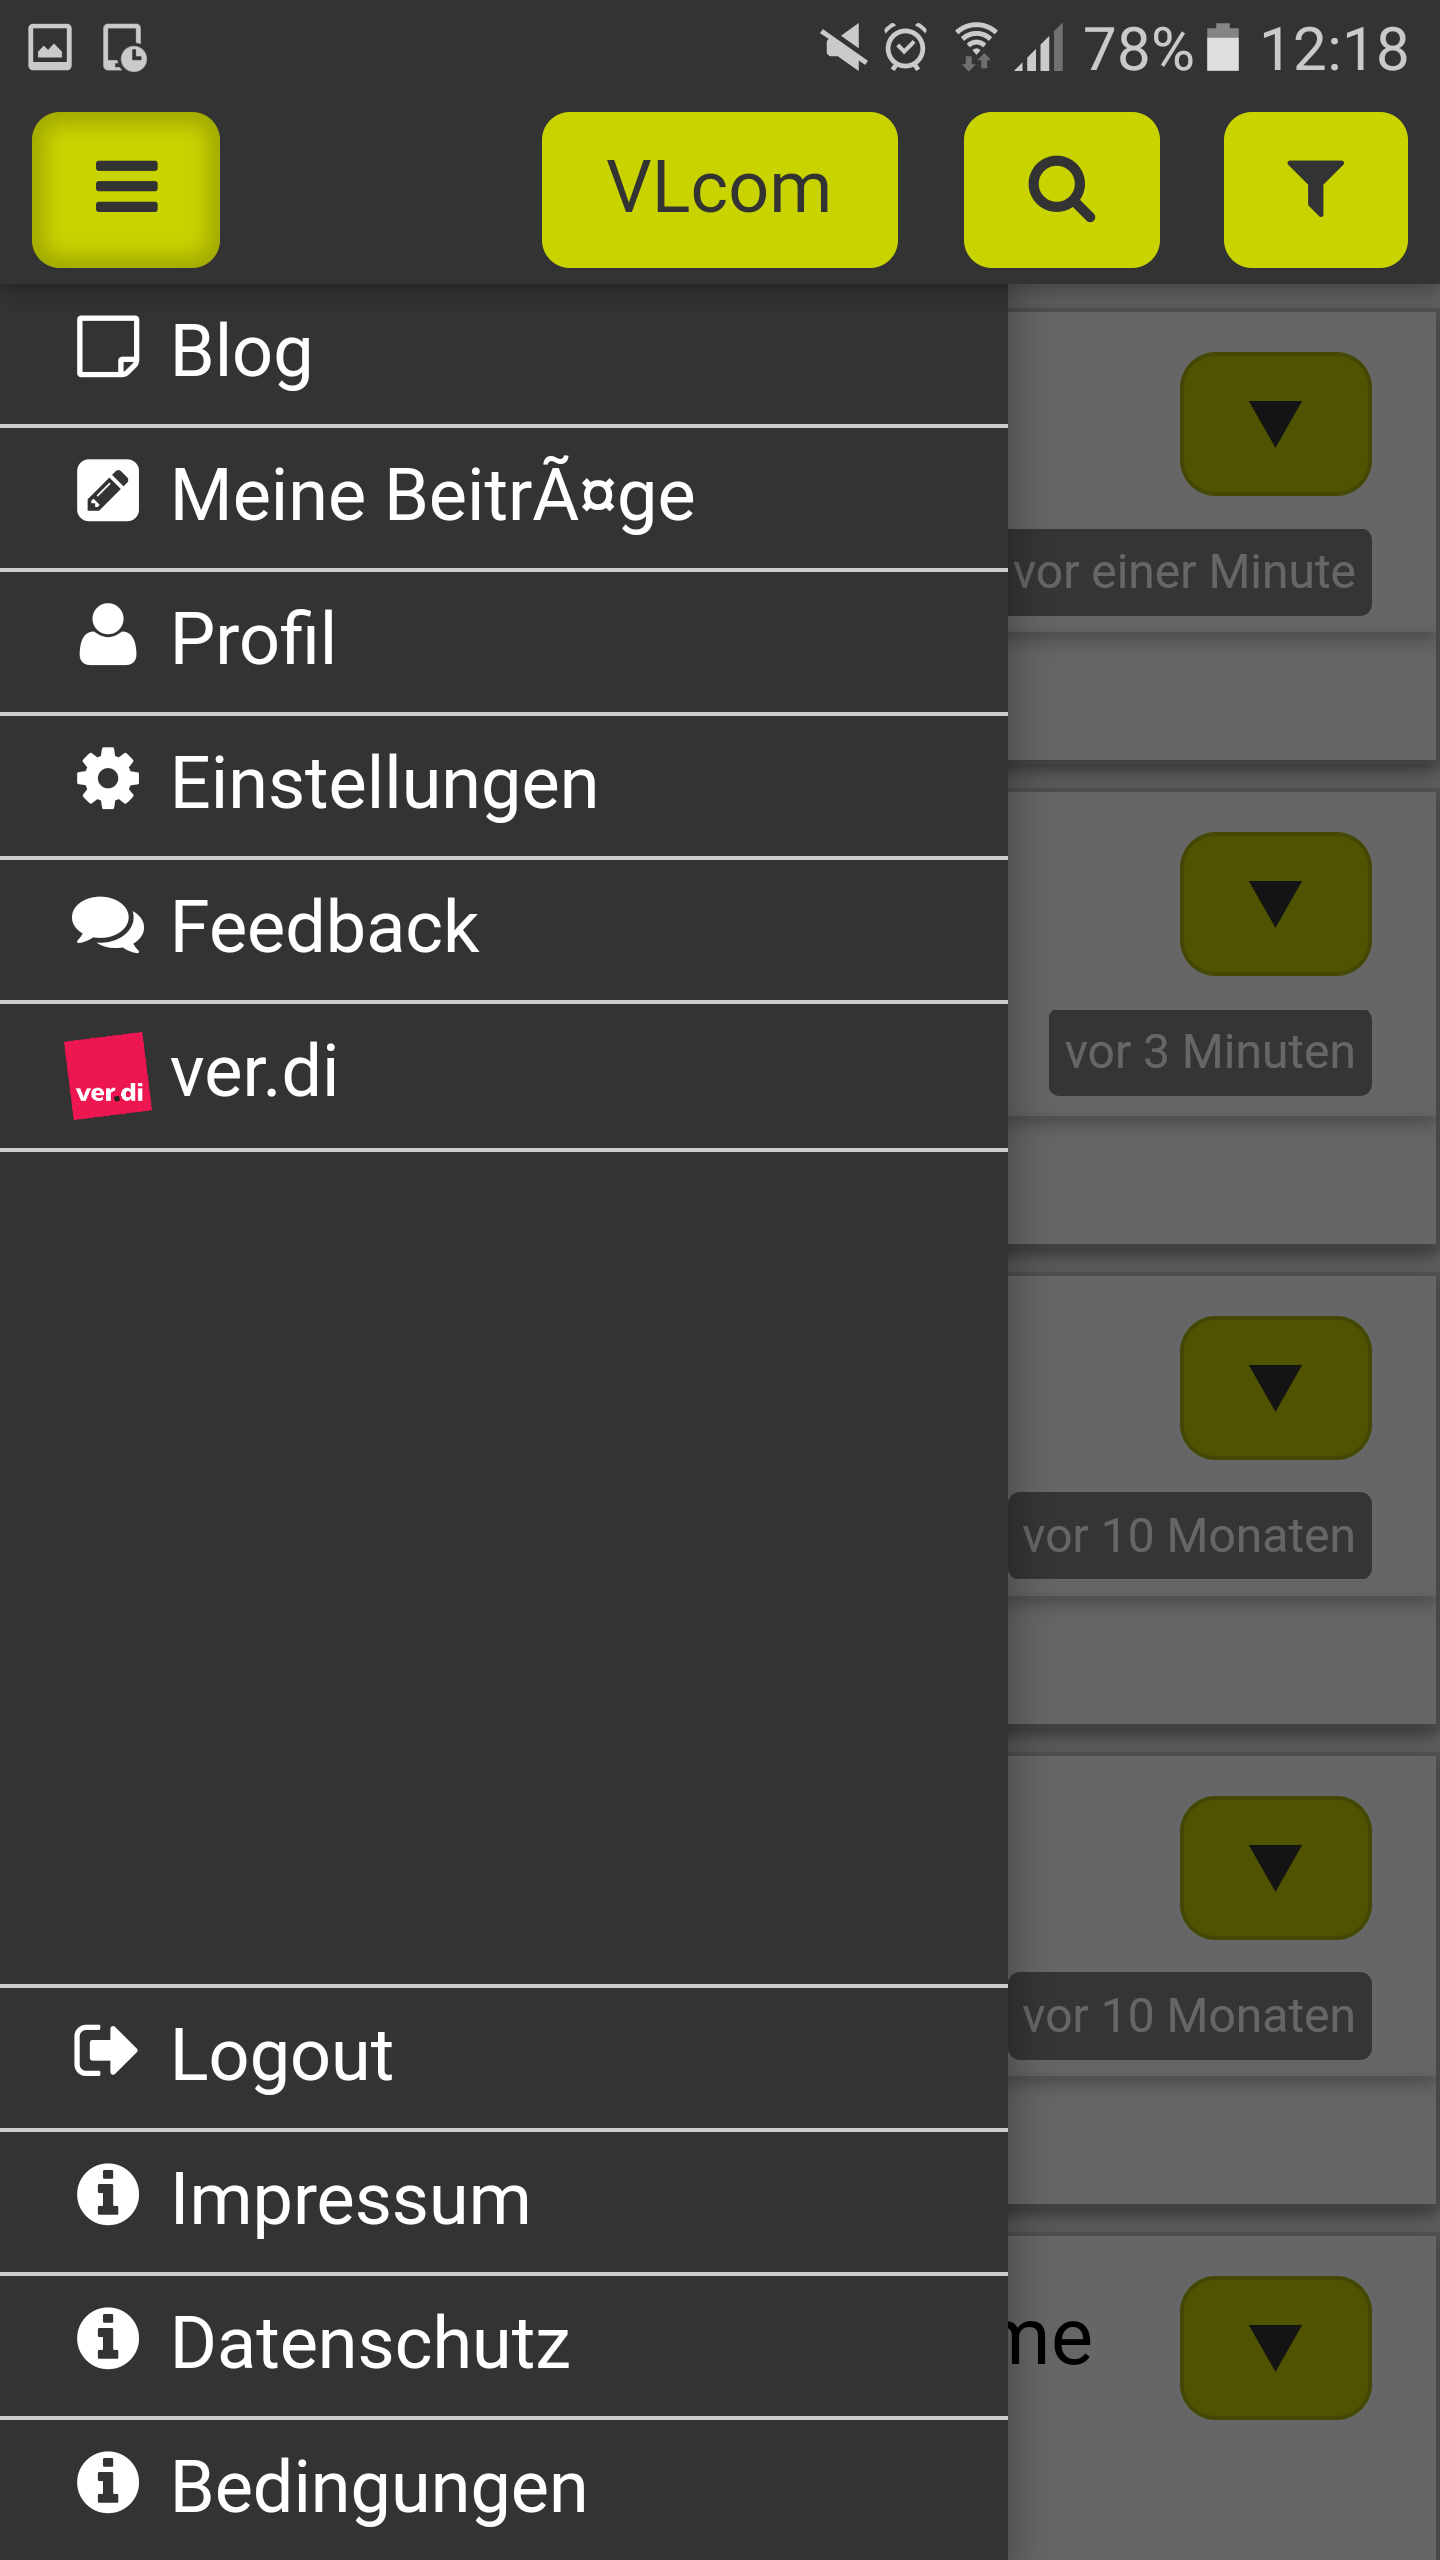 78% 12:18
VLcom
Blog
Meine BeitrÃ¤ge
vor einer Minute
Profil
Einstellungen
Feedback
vor 3 Minuten
ver.di
ver.di
vor 10 Monaten
vor 10 Monaten
Logout
Impressum
Datenschutz
me
Bedingungen